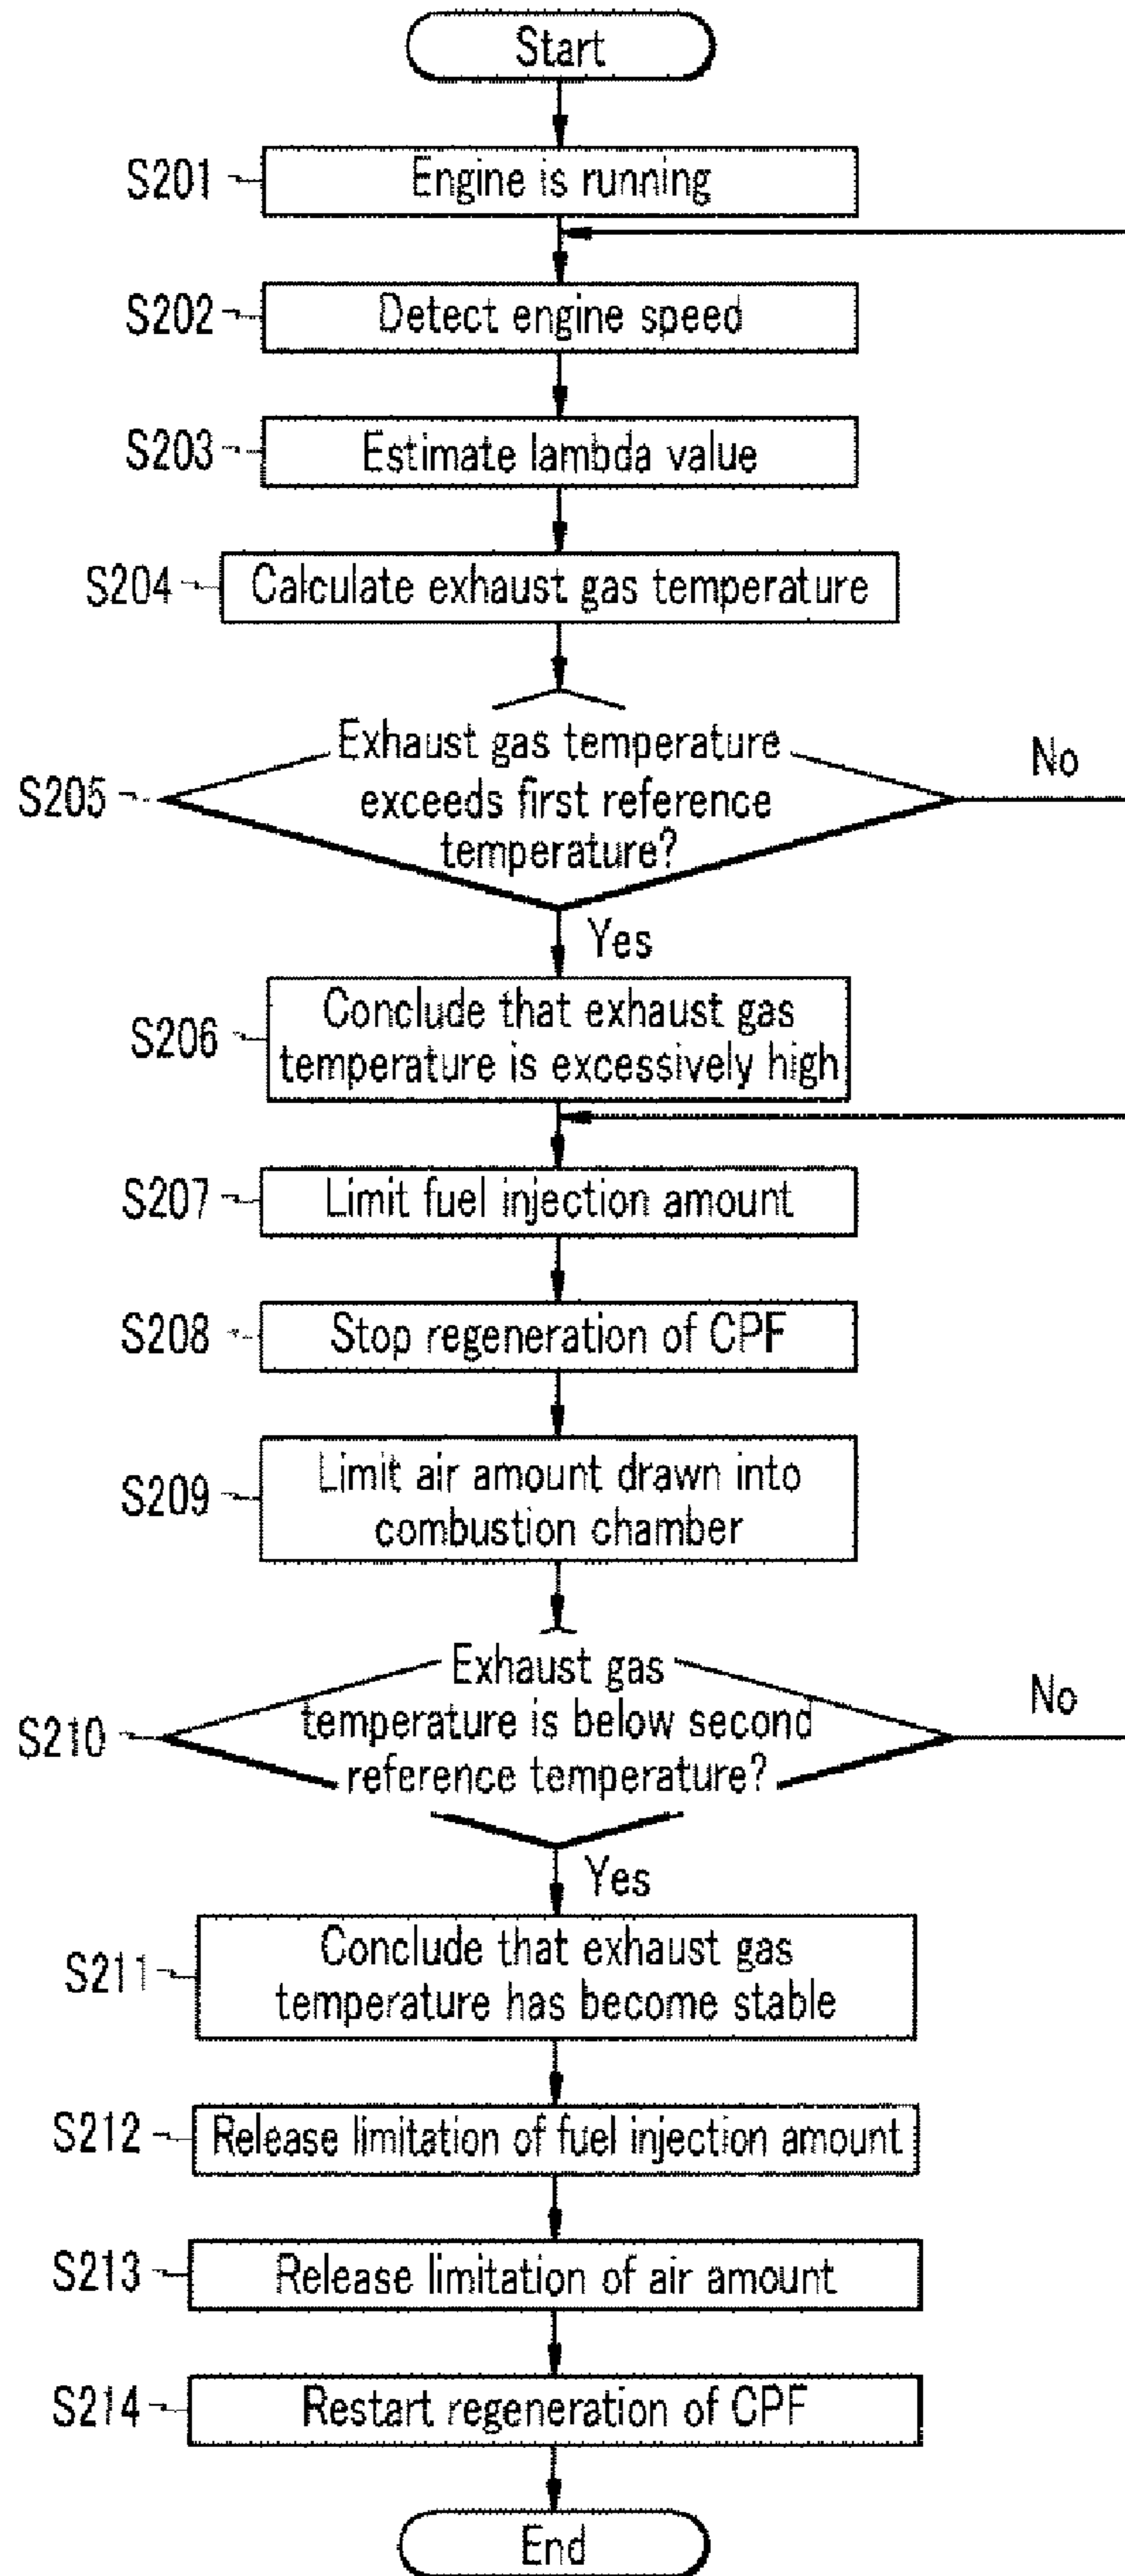 Start
S201
Engine is running
S202
Detect engine speed
S203
Estimate lambda value
S204
Calculate exhaust gas temperature
S205
Exhaust gas temperature
exceeds first reference
temperature?
No
Yes
S206
Conclude that exhaust gas
temperature is excessively high
S207
Limit fuel injection amount
S208
Stop regeneration of CPF
S209
Limit air amount drawn into
combustion chamber
S210
Exhaust gas
temperature is below second
reference temperature?
No
Yes
S211
Conclude that exhaust gas
temperature has become stable
S212
Release limitation of fuel injection amount
S213
Release limitation of air amount
S214
Restart regeneration of CPF
End